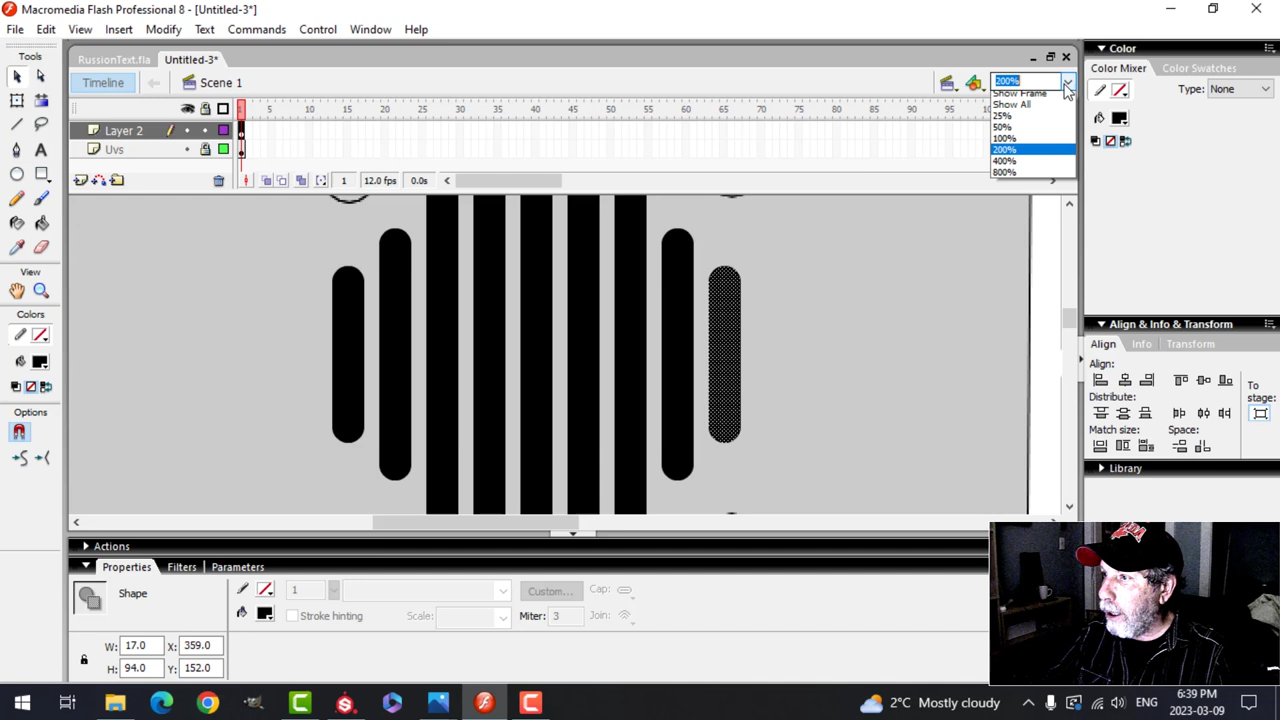 Macromedia Flash Professional 8 - [Untitled-3*]
File Edit View Insert Modify Text Commands Control Window Help
Tools
View
Colors
Options
RussionText.fla Untitled-3*
Timeline Scene 1 200%
Show Frame
Show All
25%
50%
100%
200%
400%
800%
1 5 10 15 20 25 30 35 40 45 50 55 60 65 70 75 80 85 90 95
Layer 2
Uvs
1 12.0 fps 0.0s
Color
Color Mixer Color Swatches
Type: None
Align & Info & Transform
Align Info Transform
Align:
To stage:
Distribute:
Match size: Space:
Library
Actions
Properties Filters Parameters
Shape 1 Custom... Cap:
Stroke hinting Scale: Miter: 3 Join:
W: 17.0 X: 359.0
H: 94.0 Y: 152.0
2°C Mostly cloudy ENG 6:39 PM
2023-03-09